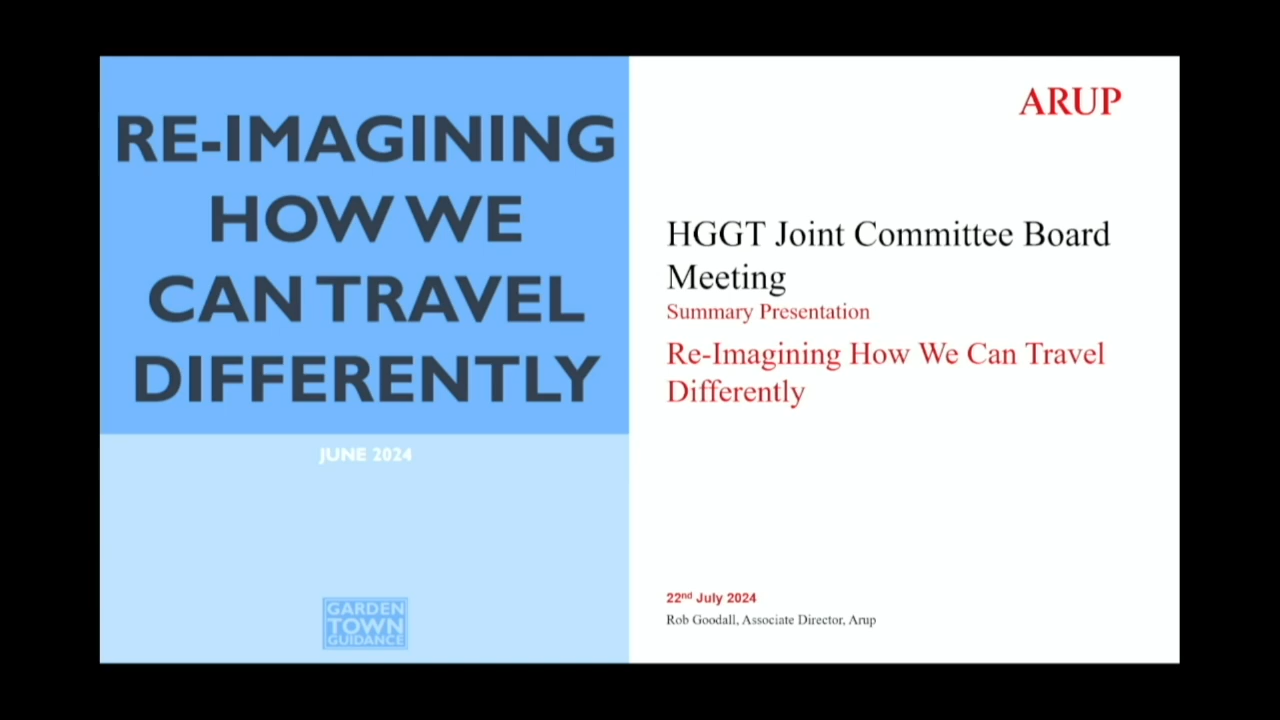 RE-IMAGINING
HOW WE
CAN TRAVEL
DIFFERENTLY
JUNE 2024
GARDEN
TOWN
GUIDANCE
ARUP
HGGT Joint Committee Board
Meeting
Summary Presentation
Re-Imagining How We Can Travel
Differently
22nd July 2024
Rob Goodall, Associate Director, Arup